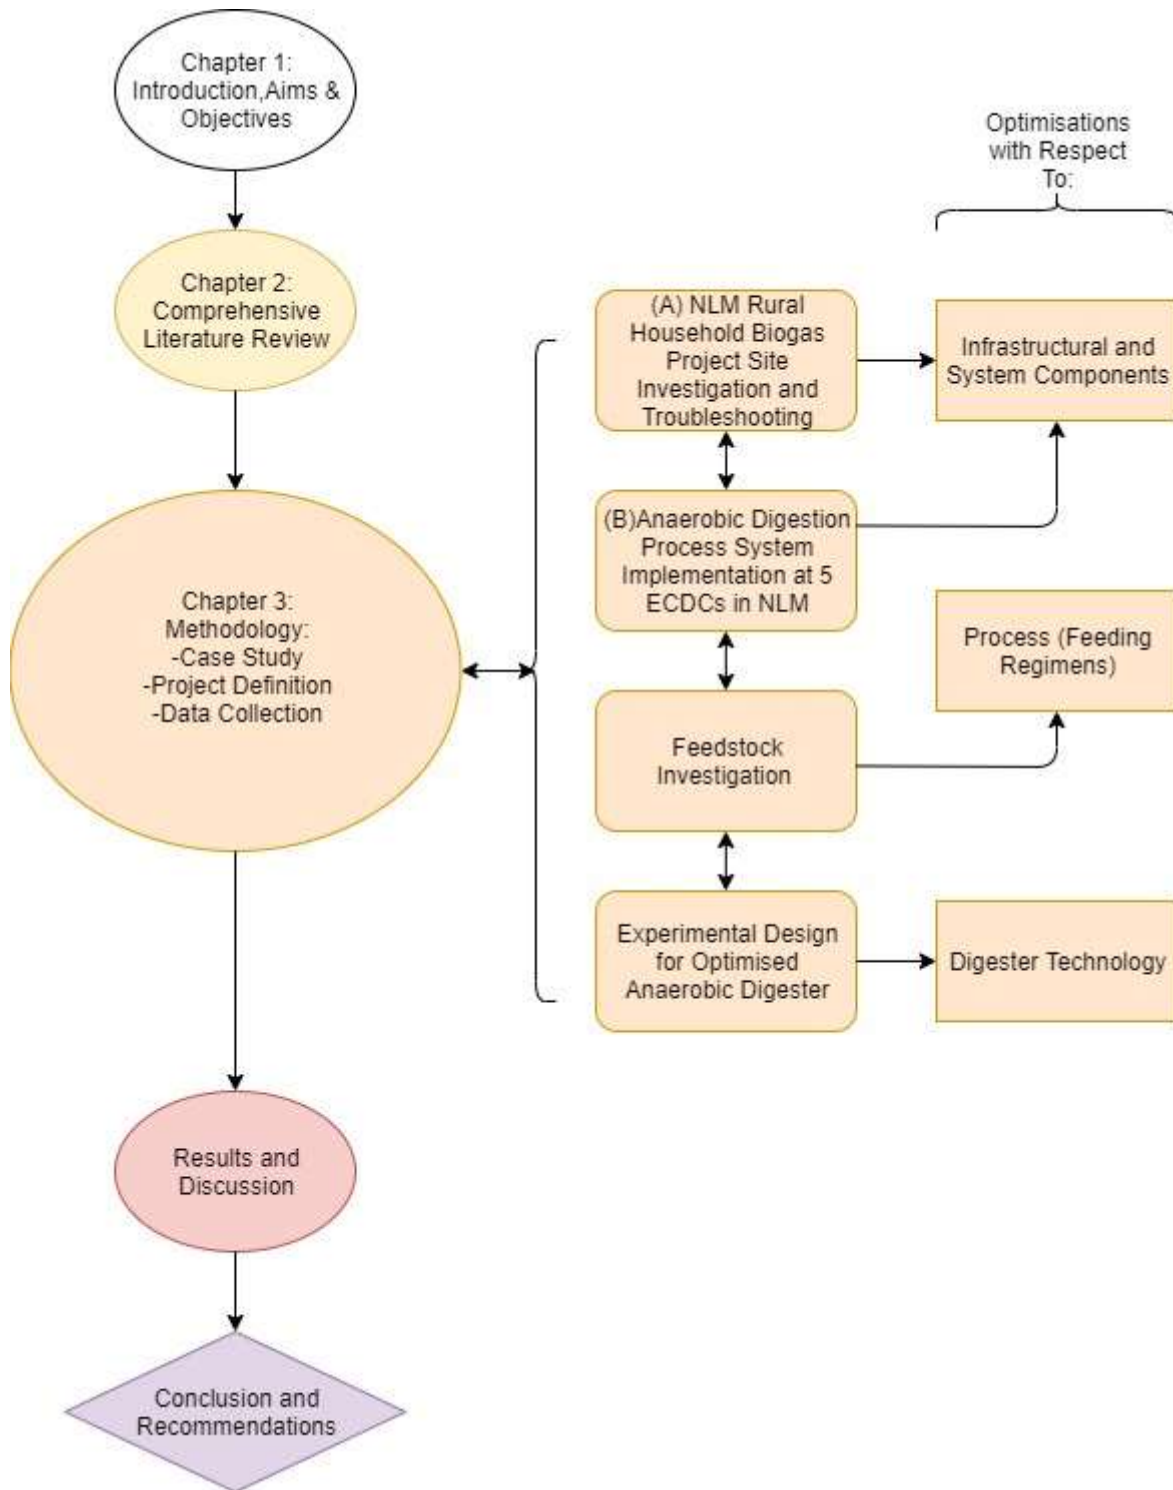 Chapter 1:
Introduction,Aims &
Objectives
Chapter 2:
Comprehensive
Literature Review
Chapter 3:
Methodology:
-Case Study
-Project Definition
-Data Collection
Results and
Discussion
Conclusion and
Recommendations
(A) NLM Rural
Household Biogas
Project Site
Investigation and
Troubleshooting
(B)Anaerobic Digestion
Process System
Implementation at 5
ECDCs in NLM
Feedstock
Investigation
Experimental Design
for Optimised
Anaerobic Digester
Optimisations
with Respect
To:
Infrastructural and
System Components
Process (Feeding
Regimens)
Digester Technology